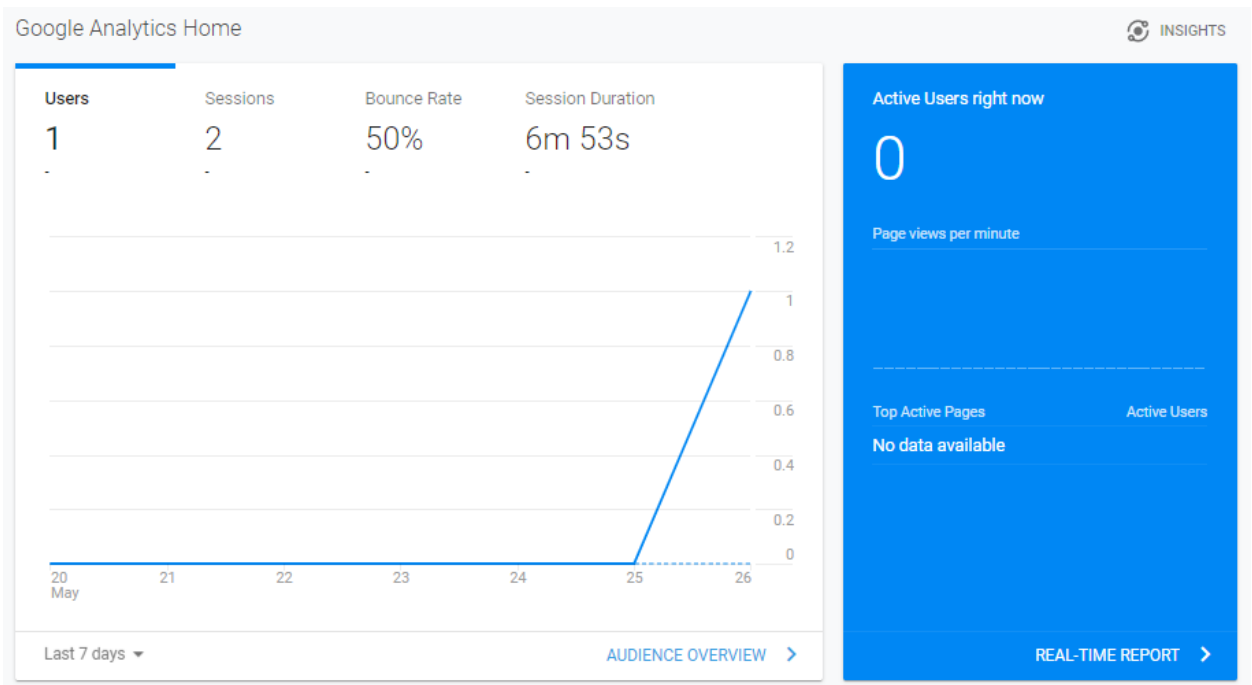 Google Analytics Home
INSIGHTS
Users Sessions Bounce Rate Session Duration
1 2 50% 6m 53s
- - - -
1.2
1
0.8
0.6
0.4
0.2
0
20 21 22 23 24 25 26
May
Last 7 days
AUDIENCE OVERVIEW
Active Users right now
0
Page views per minute
Top Active Pages Active Users
No data available
REAL-TIME REPORT